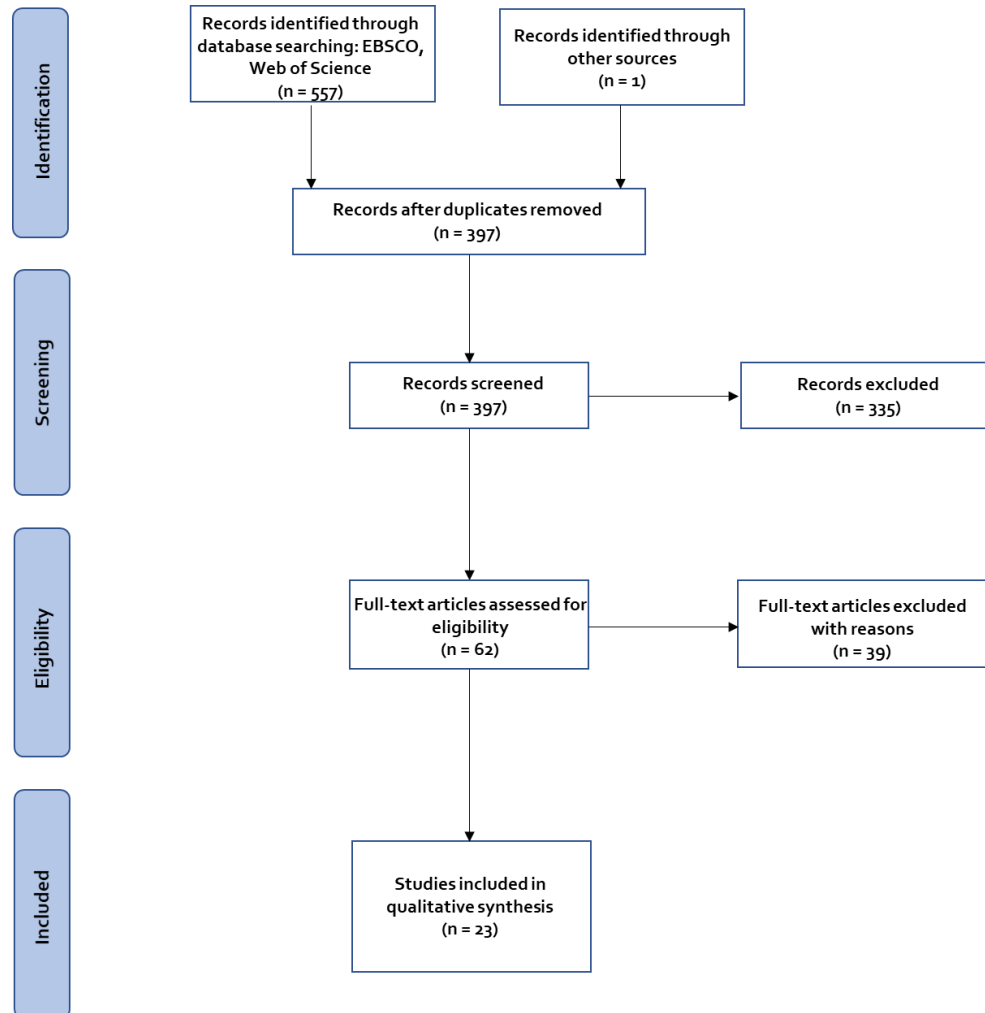 Identification
Records identified through
database searching: EBSCO,
Web of Science
(n = 557)
Records identified through
other sources
(n = 1)
Records after duplicates removed
(n = 397)
Screening
Records screened
(n = 397)
Records excluded
(n = 335)
Eligibility
Full-text articles assessed for
eligibility
(n = 62)
Full-text articles excluded
with reasons
(n = 39)
Included
Studies included in
qualitative synthesis
(n = 23)